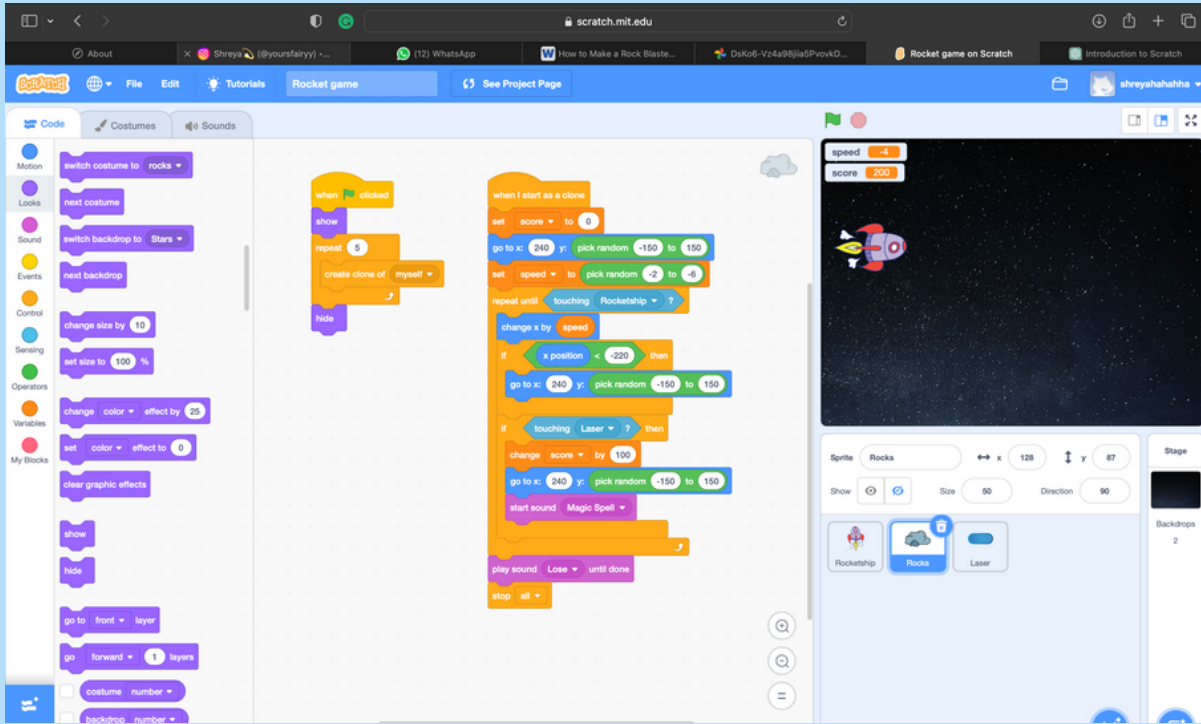 scratch.mit.edu
About
Shreya (@yoursfairyy) •...
(12) WhatsApp
How to Make a Rock Blaste...
Rocket game on Scratch
Introduction to Scratch
SCRATCH File Edit Tutorials Rocket game See Project Page shreyahahahha
Code Costumes Sounds
Motion
Looks
Sound
Events
Control
Sensing
Operators
Variables
My Blocks
switch costume to rocks
next costume
switch backdrop to Stars
next backdrop
change size by 10
set size to 100 %
change color effect by 25
set color effect to 0
clear graphic effects
show
hide
go to front layer
go forward 1 layers
costume number
backdrop number
when clicked
show
repeat 5
create clone of myself
hide
when I start as a clone
set score to 0
go to x: 240 y: pick random -150 to 150
set speed to pick random -2 to -6
repeat until touching Rocketship ?
change x by speed
if x position < -220 then
go to x: 240 y: pick random -150 to 150
if touching Laser ? then
change score by 100
go to x: 240 y: pick random -150 to 150
start sound Magic Spell
play sound Lose until done
stop all
speed -4
score 200
Sprite Rocks x 128 y 87
Show Size 50 Direction 90
Rocketship
Rocks
Laser
Stage
Backdrops
2